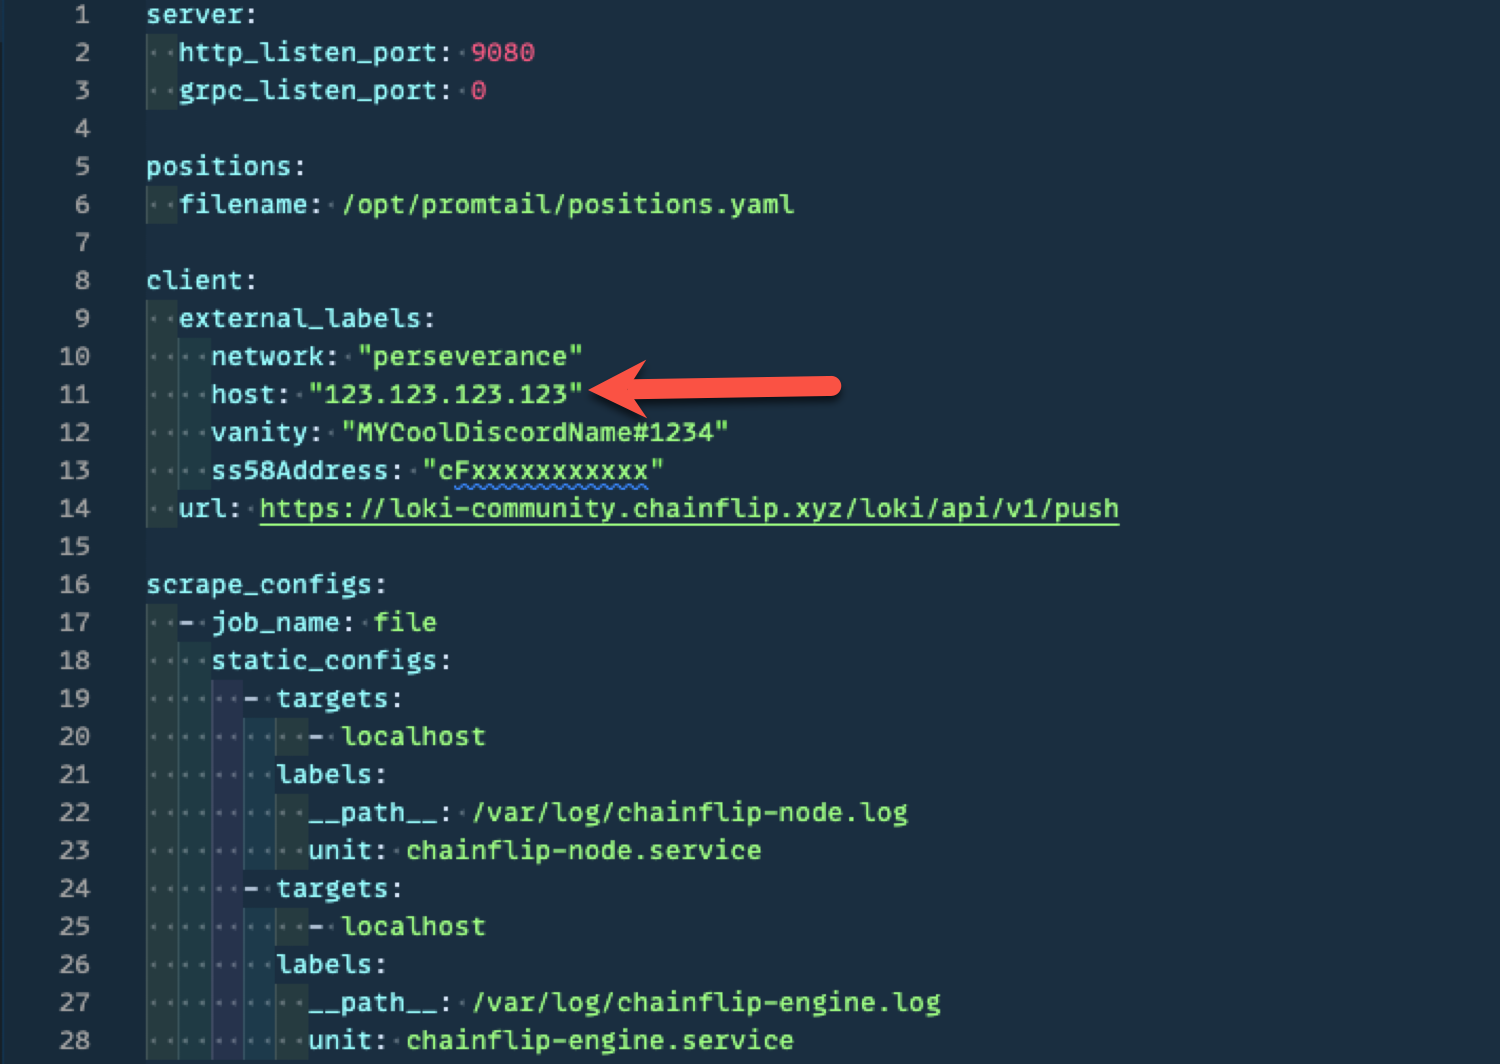 1 server:
2   http_listen_port: 9080
3   grpc_listen_port: 0
4
5 positions:
6   filename: /opt/promtail/positions.yaml
7
8 client:
9   external_labels:
10     network: "perseverance"
11     host: "123.123.123.123"
12     vanity: "MYCoolDiscordName#1234"
13     ss58Address: "cFxxxxxxxxxxx"
14   url: https://loki-community.chainflip.xyz/loki/api/v1/push
15
16 scrape_configs:
17   - job_name: file
18     static_configs:
19       - targets:
20           - localhost
21         labels:
22           __path__: /var/log/chainflip-node.log
23           unit: chainflip-node.service
24       - targets:
25           - localhost
26         labels:
27           __path__: /var/log/chainflip-engine.log
28           unit: chainflip-engine.service